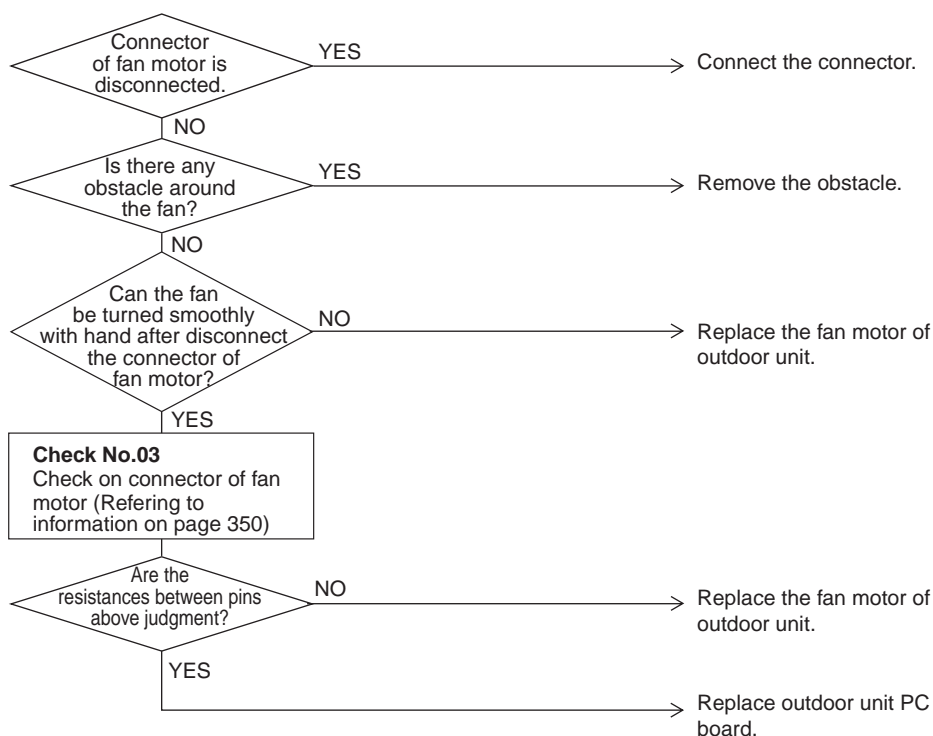 Connector
of fan motor is
disconnected.
YES
Connect the connector.
NO
Is there any
obstacle around
the fan?
YES
Remove the obstacle.
NO
Can the fan
be turned smoothly
with hand after disconnect
the connector of
fan motor?
NO
Replace the fan motor of
outdoor unit.
YES
Check No.03
Check on connector of fan
motor (Refering to
information on page 350)
Are the
resistances between pins
above judgment?
NO
Replace the fan motor of
outdoor unit.
YES
Replace outdoor unit PC
board.